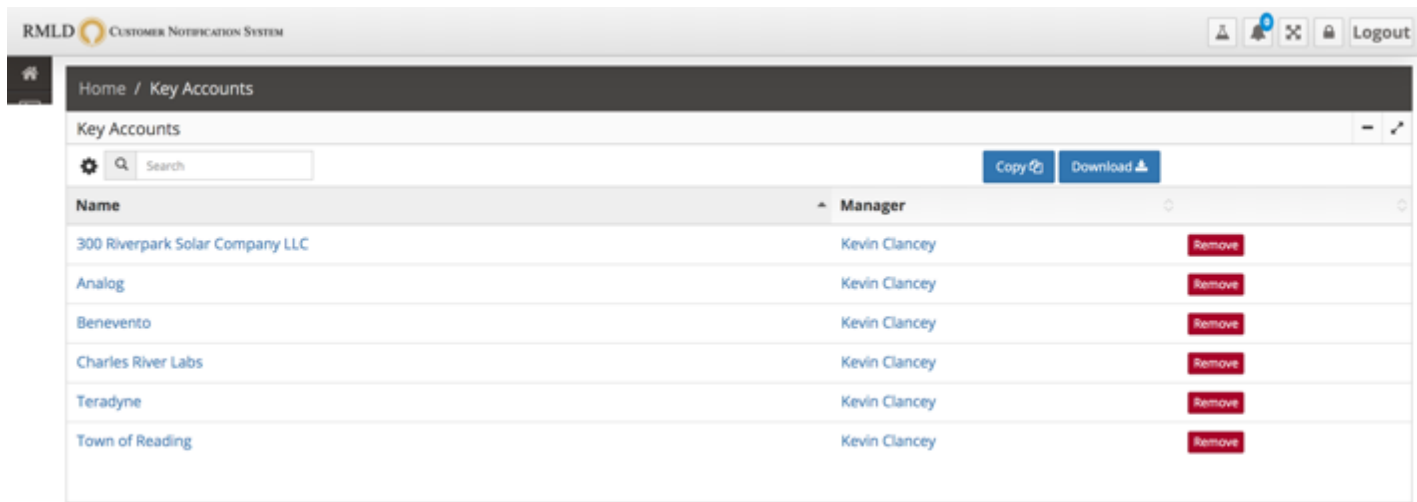 RMLD CUSTOMER NOTIFICATION SYSTEM 0 Logout
Home / Key Accounts
Key Accounts
Search Copy Download
Name Manager
300 Riverpark Solar Company LLC Kevin Clancey Remove
Analog Kevin Clancey Remove
Benevento Kevin Clancey Remove
Charles River Labs Kevin Clancey Remove
Teradyne Kevin Clancey Remove
Town of Reading Kevin Clancey Remove